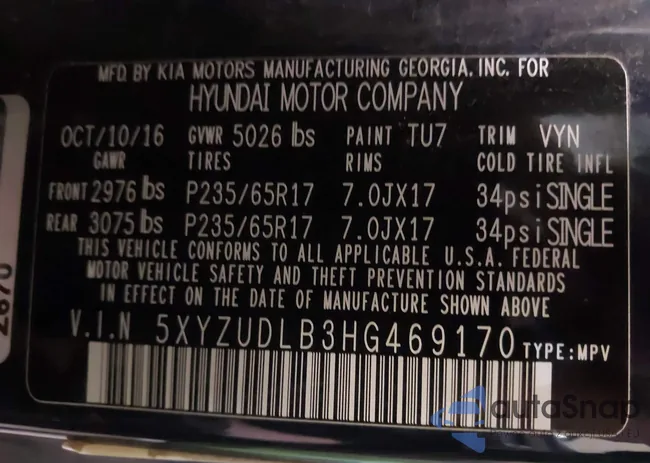 MFD. BY KIA MOTORS MANUFACTURING GEORGIA, INC. FOR
HYUNDAI MOTOR COMPANY
OCT/10/16 GVWR 5026 lbs PAINT TU7 TRIM VYN
GAWR TIRES RIMS COLD TIRE INFL
FRONT 2976 lbs P235/65R17 7.0JX17 34psi SINGLE
REAR 3075 lbs P235/65R17 7.0JX17 34psi SINGLE
THIS VEHICLE CONFORMS TO ALL APPLICABLE U.S.A. FEDERAL
MOTOR VEHICLE SAFETY AND THEFT PREVENTION STANDARDS
IN EFFECT ON THE DATE OF MANUFACTURE SHOWN ABOVE
V.I.N 5XYZUDLB3HG469170 TYPE:MPV
autoSnap